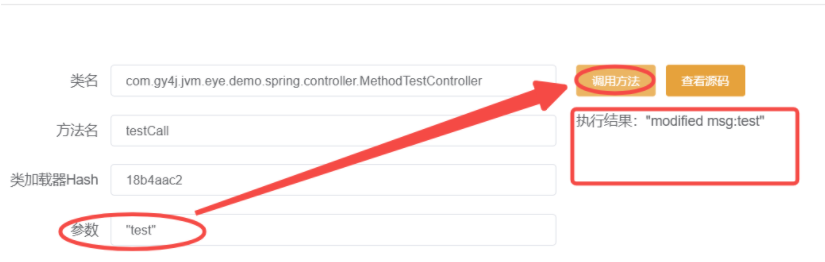 类名 com.gy4j.jvm.eye.demo.spring.controller.MethodTestController 调用方法 查看源码
方法名 testCall
执行结果："modified msg:test"
类加载器Hash 18b4aac2
参数 "test"